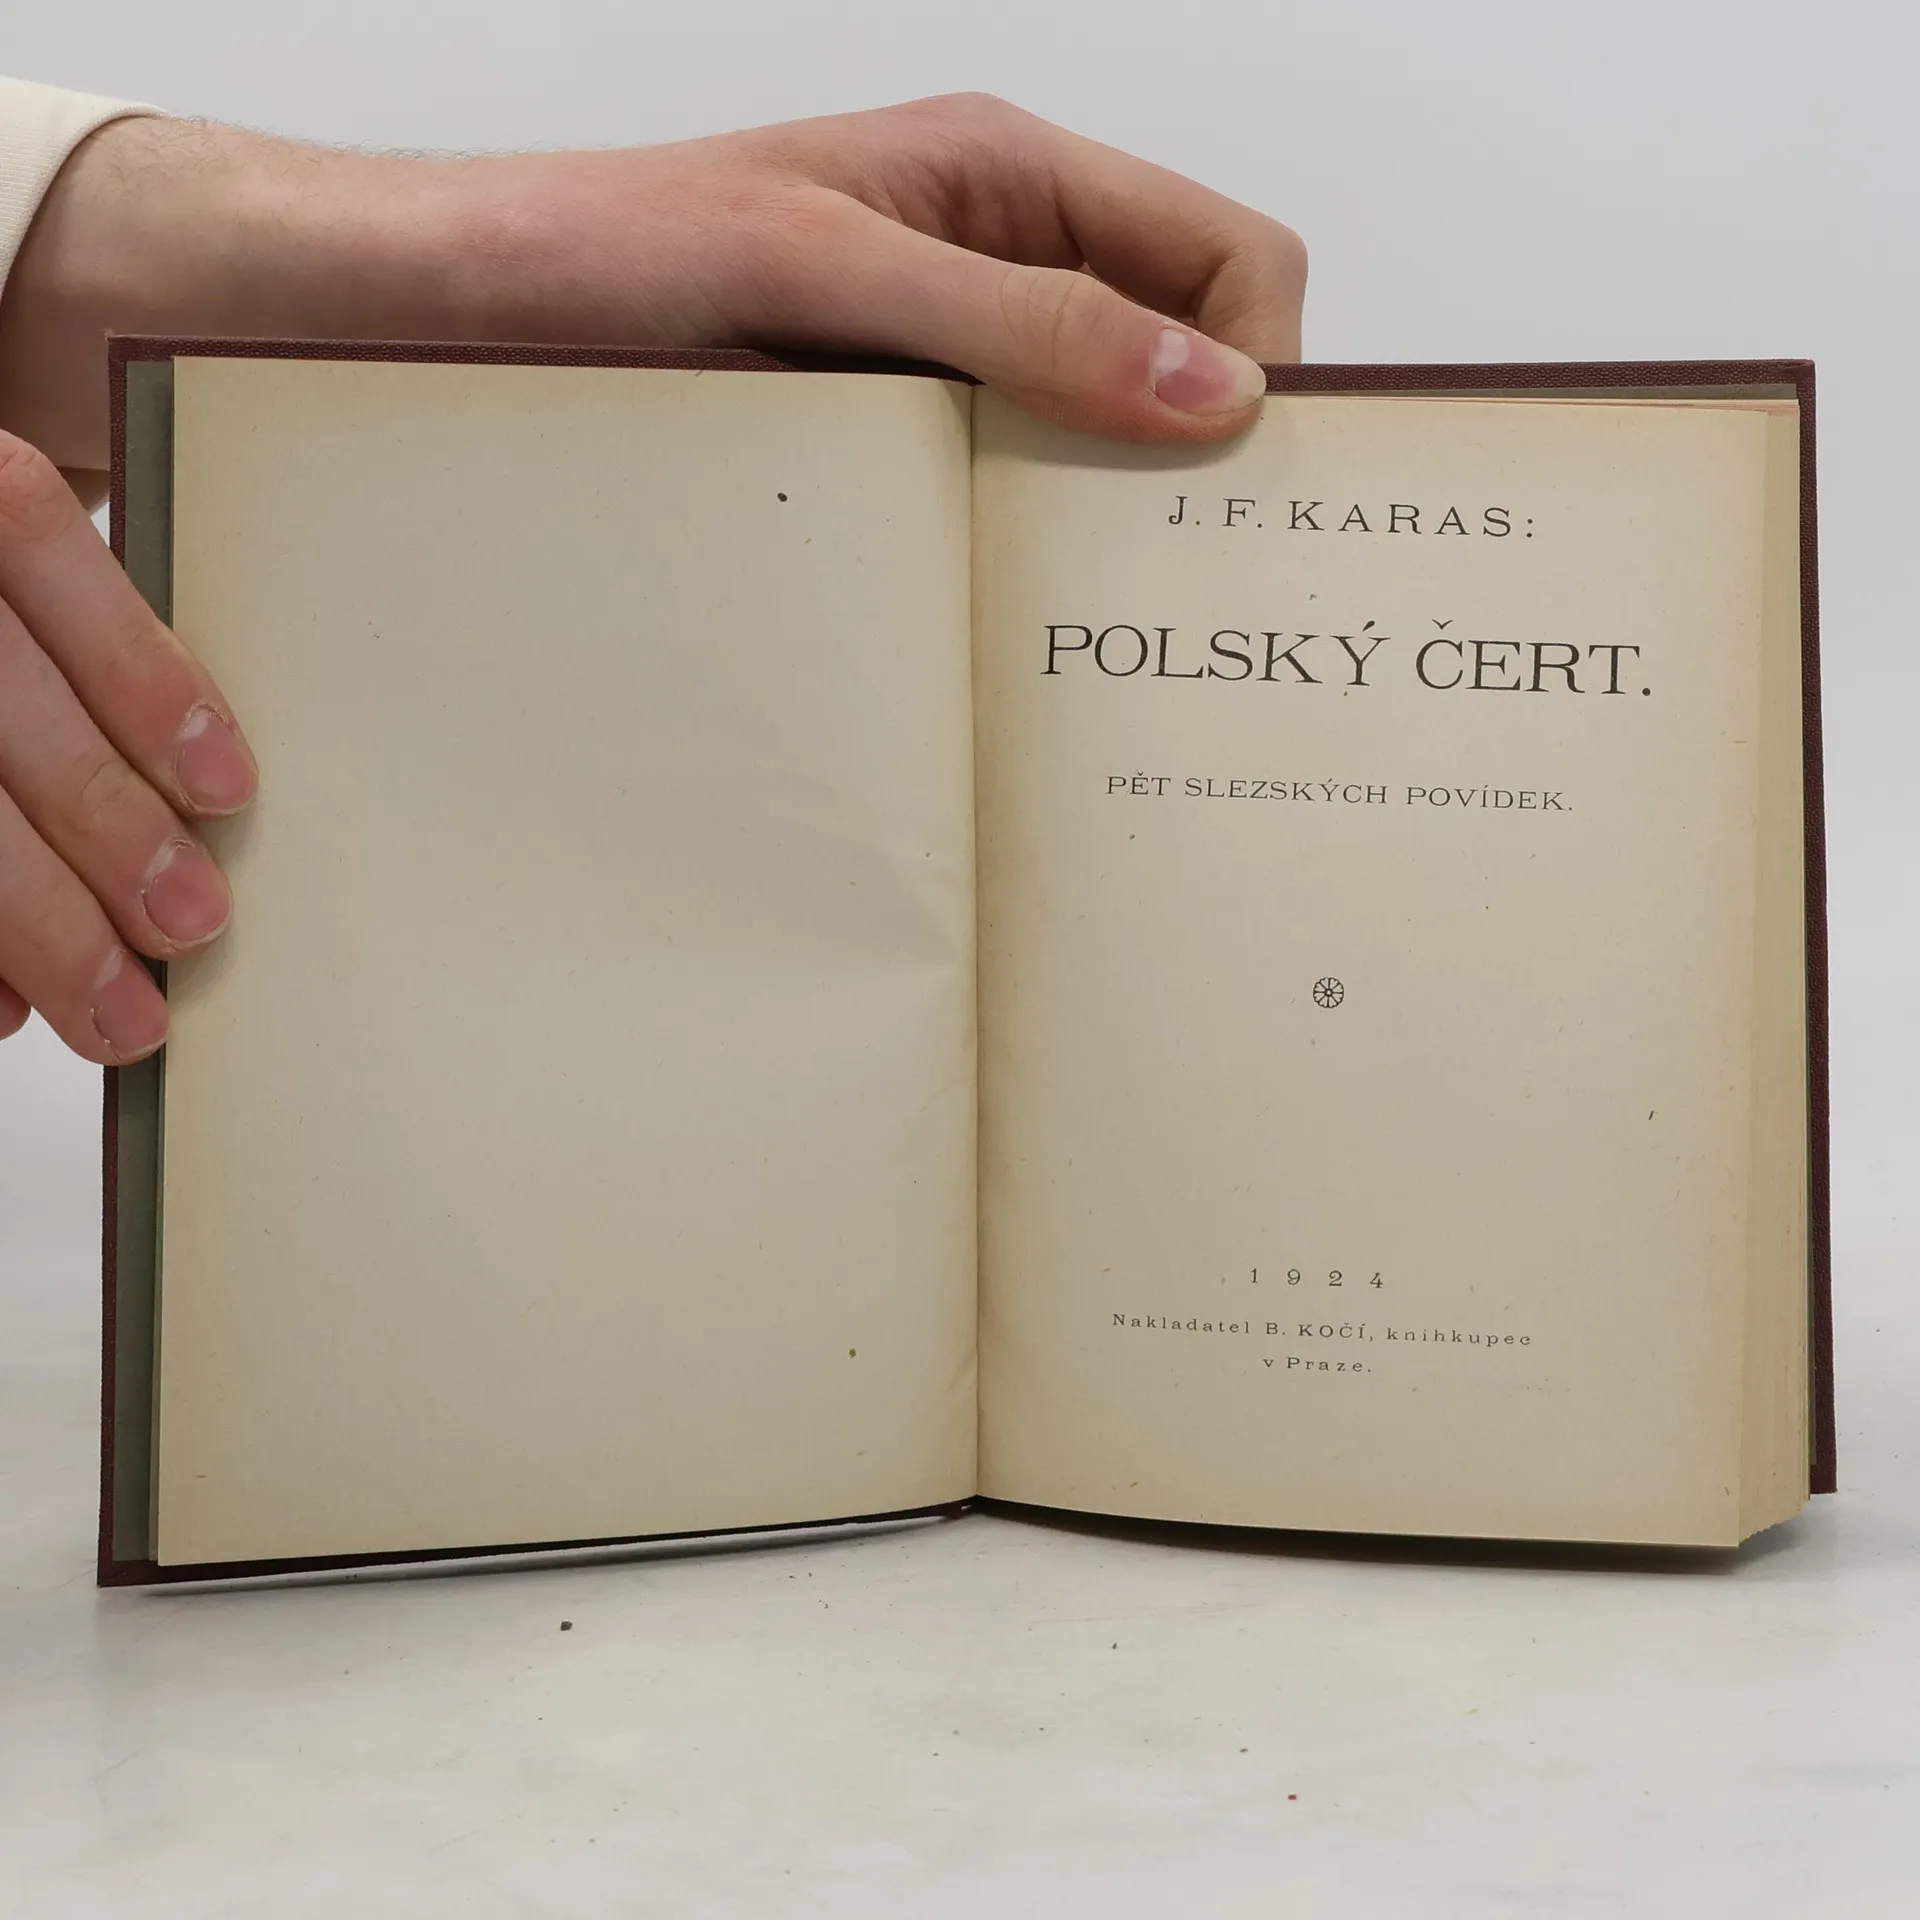 J. F. KARAS:
POLSKÝ ČERT.
PĚT SLEZSKÝCH POVÍDEK.
1924
Nakladatel B. KOČÍ, knihkupec
v Praze.